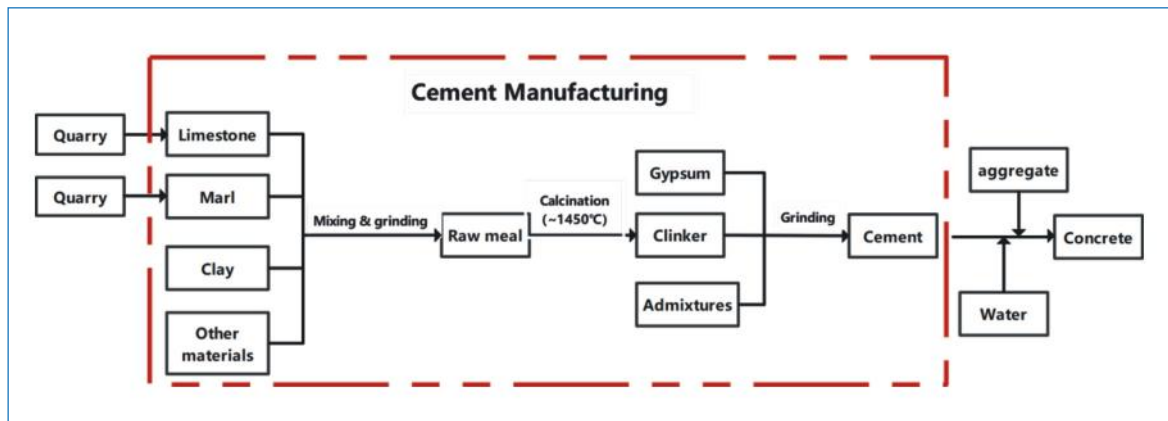 Cement Manufacturing
Quarry
Limestone
Quarry
Marl
Clay
Other
materials
Mixing & grinding
Raw meal
Calcination
(~1450℃)
Gypsum
Clinker
Admixtures
Grinding
Cement
aggregate
Water
Concrete